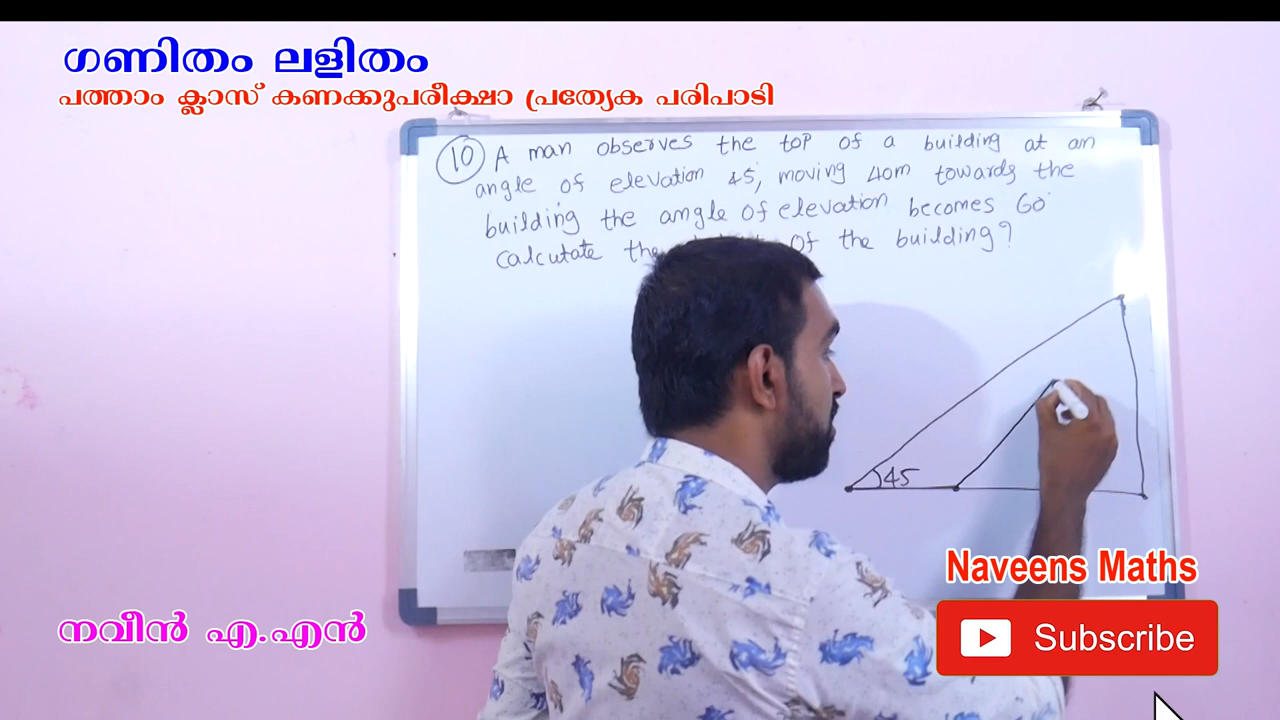 ഗണിതം ലളിതം
പത്താം ക്ലാസ് കണക്കുപരീക്ഷാ പ്രത്യേക പരിപാടി
10 A man observes the top of a building at an
angle of elevation 45°, moving 40m towards the
building the angle of elevation becomes 60°
calcutate the of the building?
45
Naveens Maths
നവീൻ എ.എൻ
Subscribe